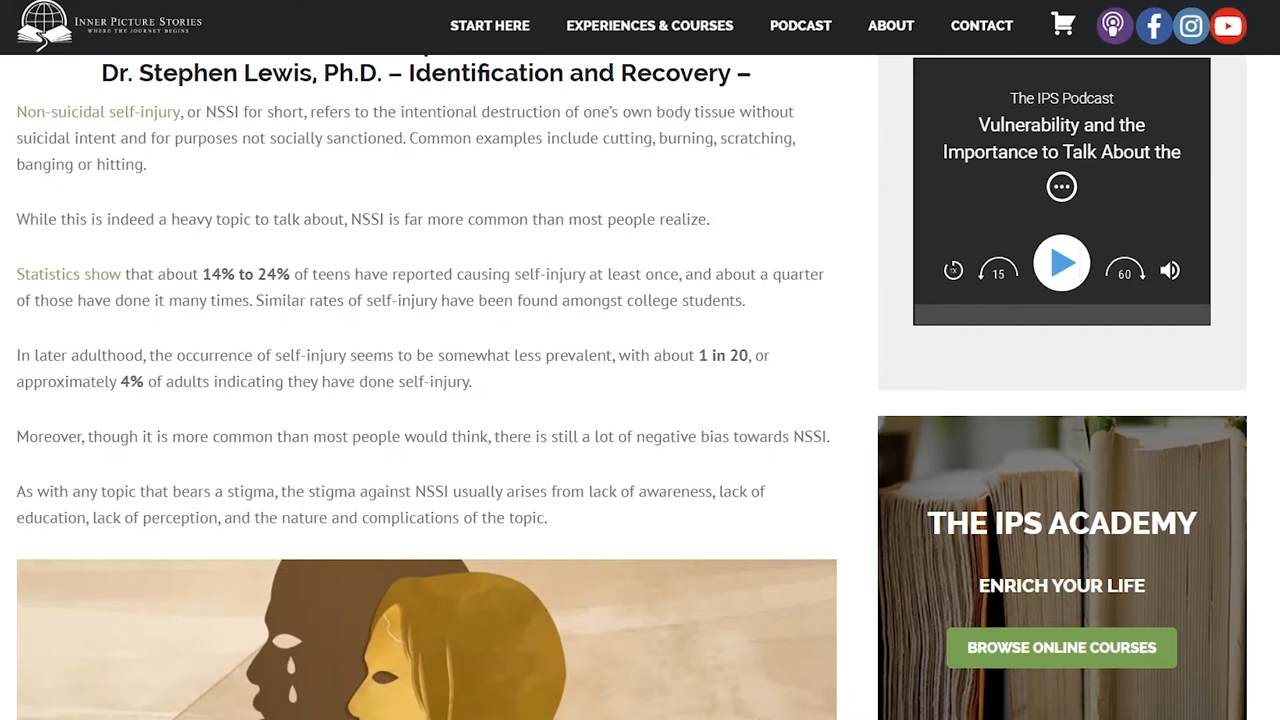 INNER PICTURE STORIES
WHERE THE JOURNEY BEGINS
START HERE
EXPERIENCES & COURSES
PODCAST
ABOUT
CONTACT
Dr. Stephen Lewis, Ph.D. – Identification and Recovery –
Non-suicidal self-injury, or NSSI for short, refers to the intentional destruction of one's own body tissue without
suicidal intent and for purposes not socially sanctioned. Common examples include cutting, burning, scratching,
banging or hitting.
While this is indeed a heavy topic to talk about, NSSI is far more common than most people realize.
Statistics show that about 14% to 24% of teens have reported causing self-injury at least once, and about a quarter
of those have done it many times. Similar rates of self-injury have been found amongst college students.
In later adulthood, the occurrence of self-injury seems to be somewhat less prevalent, with about 1 in 20, or
approximately 4% of adults indicating they have done self-injury.
Moreover, though it is more common than most people would think, there is still a lot of negative bias towards NSSI.
As with any topic that bears a stigma, the stigma against NSSI usually arises from lack of awareness, lack of
education, lack of perception, and the nature and complications of the topic.
The IPS Podcast
Vulnerability and the
Importance to Talk About the
1X
15
60
THE IPS ACADEMY
ENRICH YOUR LIFE
BROWSE ONLINE COURSES